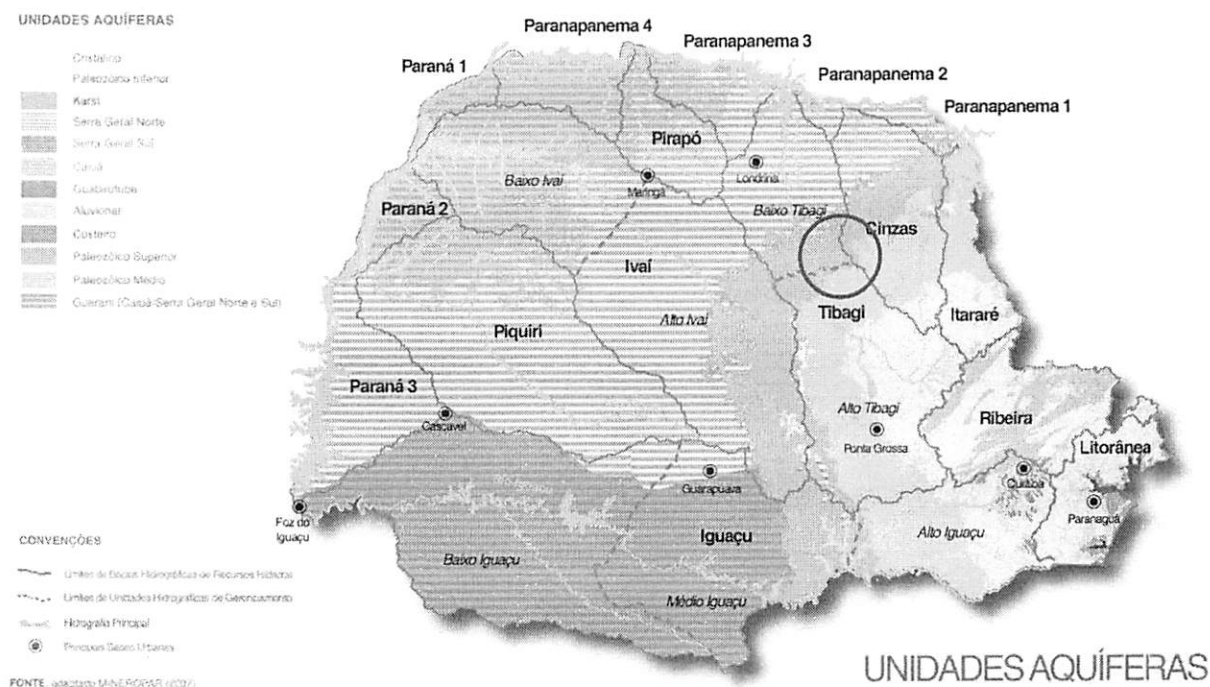 UNIDADES AQUÍFERAS
Cristalino
Paleozóico Inferior
Karst
Serra Geral Norte
Serra Geral Sul
Caiuá
Guabirotuba
Aluvionar
Costeiro
Paleozóico Superior
Paleozóico Médio
Guarani (Caiuá-Serra Geral Norte e Sul)
Paranapanema 4
Paranapanema 3
Paraná 1
Paranapanema 2
Paranapanema 1
Pirapó
Londrina
Maringá
Baixo Ivaí
Paraná 2
Baixo Tibagi
Cinzas
Ivaí
Tibagi
Itararé
Alto Ivaí
Piquiri
Paraná 3
Cascavel
Alto Tibagi
Ponta Grossa
Ribeira
Litorânea
Curitiba
Paranaguá
Guarapuava
Foz do
Iguaçu
Iguaçu
Alto Iguaçu
Baixo Iguaçu
Médio Iguaçu
CONVENÇÕES
Limites de Bacias Hidrográficas de Recursos Hídricos
Limites de Unidades Hidrográficas de Gerenciamento
Hidrografia Principal
Principais Sedes Urbanas
FONTE: adaptado MINEROPAR (2007)
UNIDADES AQUÍFERAS